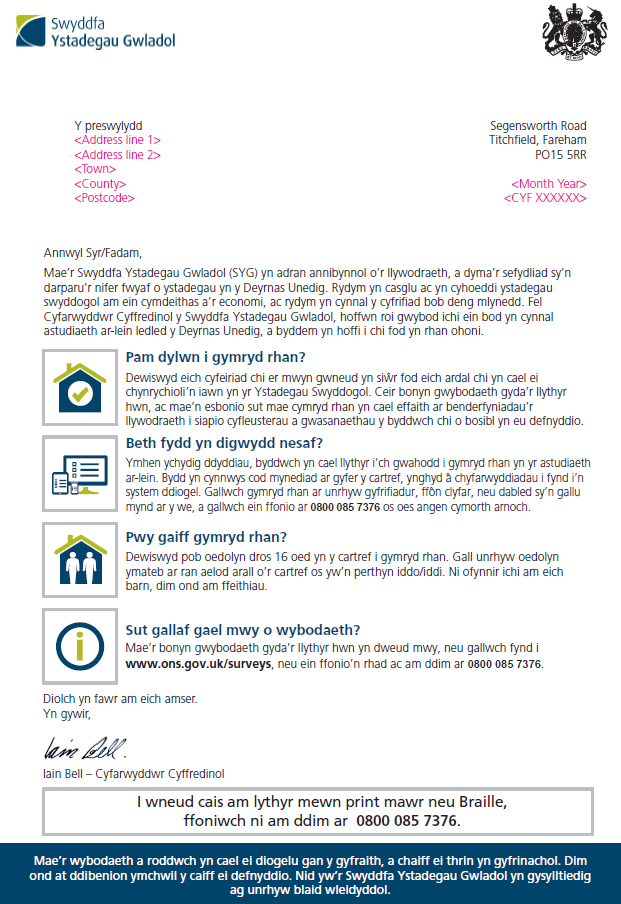 Swyddfa
Ystadegau Gwladol
Y preswylydd
<Address line 1>
<Address line 2>
<Town>
<County>
<Postcode>
Segensworth Road
Titchfield, Fareham
PO15 5RR
<Month Year>
<CYF XXXXXX>
Annwyl Syr/Fadam,
Mae'r Swyddfa Ystadegau Gwladol (SYG) yn adran annibynnol o'r llywodraeth, a dyma'r sefydliad sy'n
darparu'r nifer fwyaf o ystadegau yn y Deyrnas Unedig. Rydym yn casglu ac yn cyhoeddi ystadegau
swyddogol am ein cymdeithas a'r economi, ac rydym yn cynnal y cyfrifiad bob deng mlynedd. Fel
Cyfarwyddwr Cyffredinol y Swyddfa Ystadegau Gwladol, hoffwn roi gwybod ichi ein bod yn cynnal
astudiaeth ar-lein ledled y Deyrnas Unedig, a byddem yn hoffi i chi fod yn rhan ohoni.
Pam dylwn i gymryd rhan?
Dewiswyd eich cyfeiriad chi er mwyn gwneud yn siŵr fod eich ardal chi yn cael ei
chynrychioli'n iawn yn yr Ystadegau Swyddogol. Ceir bonyn gwybodaeth gyda'r llythyr
hwn, ac mae'n esbonio sut mae cymryd rhan yn cael effaith ar benderfyniadau'r
llywodraeth i siapio cyfleusterau a gwasanaethau y byddwch chi o bosibl yn eu defnyddio.
Beth fydd yn digwydd nesaf?
Ymhen ychydig ddyddiau, byddwch yn cael llythyr i'ch gwahodd i gymryd rhan yn yr astudiaeth
ar-lein. Bydd yn cynnwys cod mynediad ar gyfer y cartref, ynghyd â chyfarwyddiadau i fynd i'n
system ddiogel. Gallwch gymryd rhan ar unrhyw gyfrifiadur, ffôn clyfar, neu dabled sy'n gallu
mynd ar y we, a gallwch ein ffonio ar 0800 085 7376 os oes angen cymorth arnoch.
Pwy gaiff gymryd rhan?
Dewiswyd pob oedolyn dros 16 oed yn y cartref i gymryd rhan. Gall unrhyw oedolyn
ymateb ar ran aelod arall o'r cartref os yw'n perthyn iddo/iddi. Ni ofynnir ichi am eich
barn, dim ond am ffeithiau.
Sut gallaf gael mwy o wybodaeth?
Mae'r bonyn gwybodaeth gyda'r llythyr hwn yn dweud mwy, neu gallwch fynd i
www.ons.gov.uk/surveys, neu ein ffonio'n rhad ac am ddim ar 0800 085 7376.
Diolch yn fawr am eich amser.
Yn gywir,
Iain Bell.
Iain Bell – Cyfarwyddwr Cyffredinol
I wneud cais am lythyr mewn print mawr neu Braille,
ffoniwch ni am ddim ar 0800 085 7376.
Mae'r wybodaeth a roddwch yn cael ei diogelu gan y gyfraith, a chaiff ei thrin yn gyfrinachol. Dim
ond at ddibenion ymchwil y caiff ei defnyddio. Nid yw'r Swyddfa Ystadegau Gwladol yn gysylltiedig
ag unrhyw blaid wleidyddol.